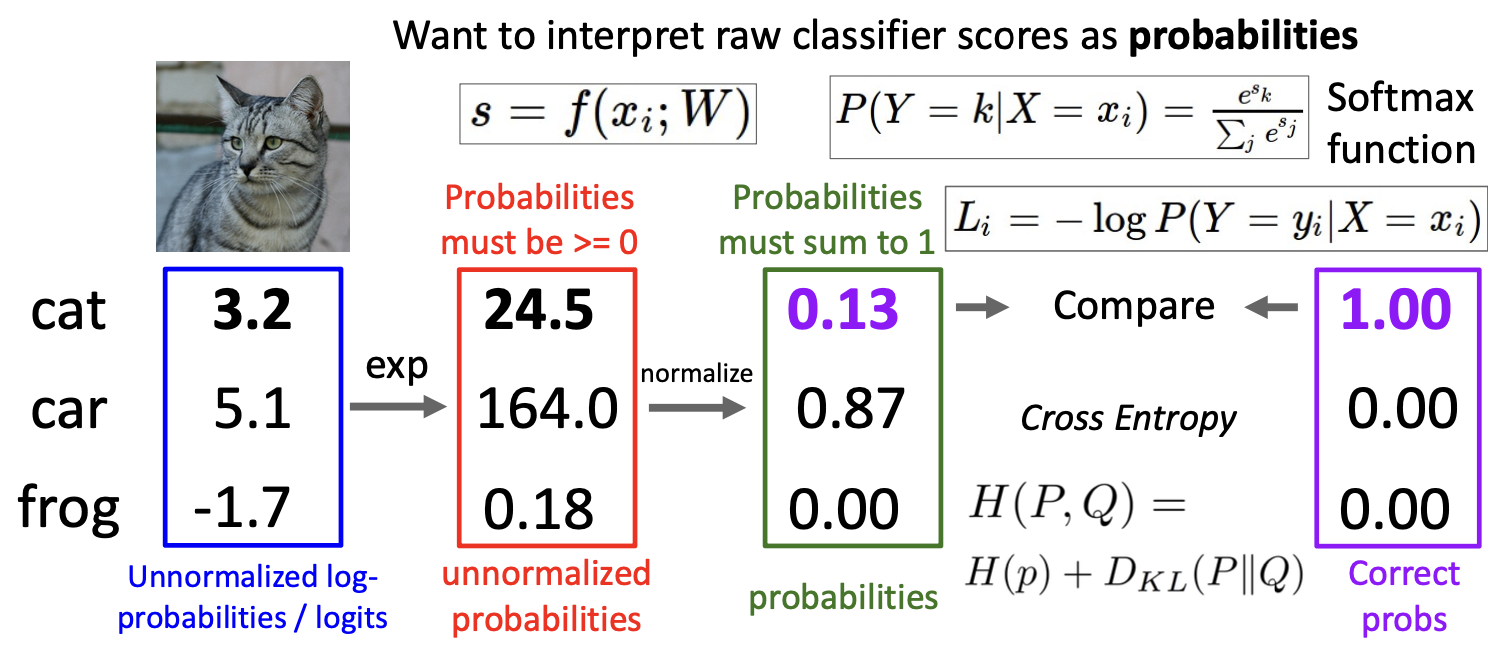 Want to interpret raw classifier scores as probabilities
s = f(x_i; W)
P(Y = k|X = x_i) = \frac{e^{s_k}}{\sum_j e^{s_j}}
Softmax
function
Probabilities
must be >= 0
Probabilities
must sum to 1
L_i = - log P(Y = y_i|X = x_i)
cat 3.2 24.5 0.13 Compare 1.00
exp
normalize
car 5.1 164.0 0.87 Cross Entropy 0.00
frog -1.7 0.18 0.00 H(P, Q) = 0.00
H(p) + D_{KL}(P||Q)
Unnormalized log-
probabilities / logits
unnormalized
probabilities
probabilities
Correct
probs